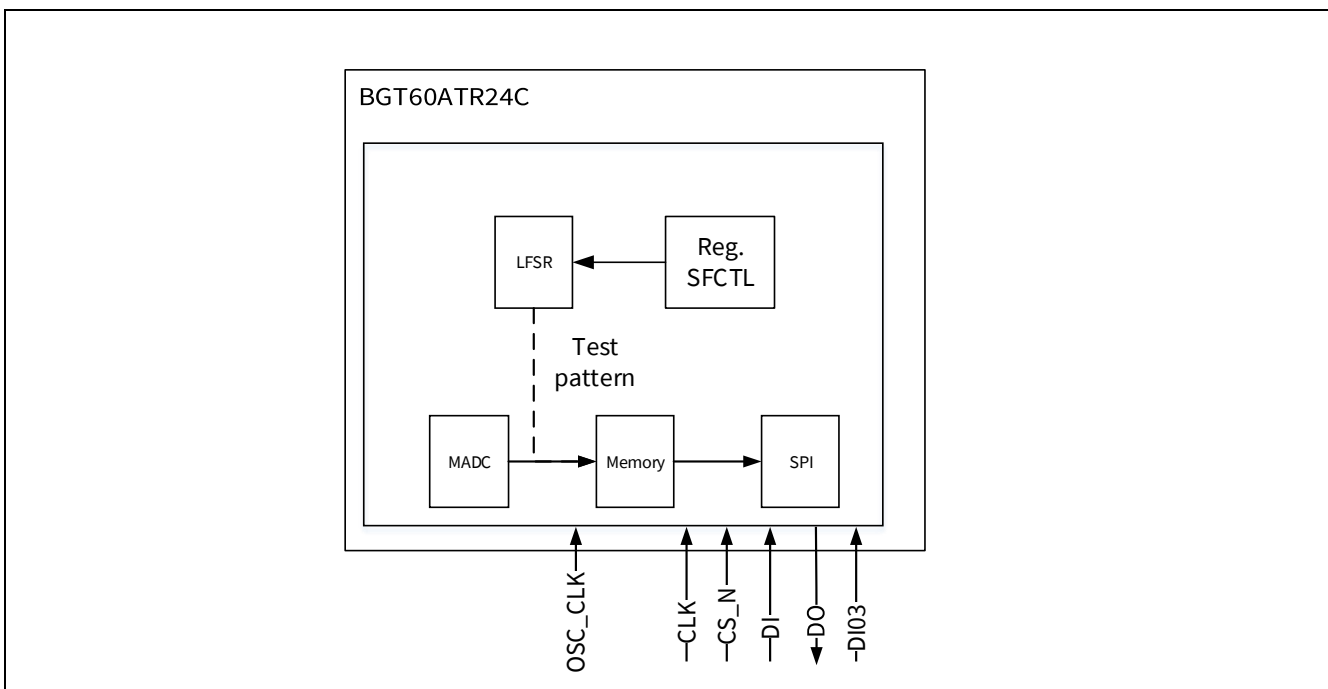 BGT60ATR24C
LFSR
Reg.
SFCTL
Test
pattern
MADC
Memory
SPI
OSC_CLK
CLK
CS_N
DI
DO
DI03